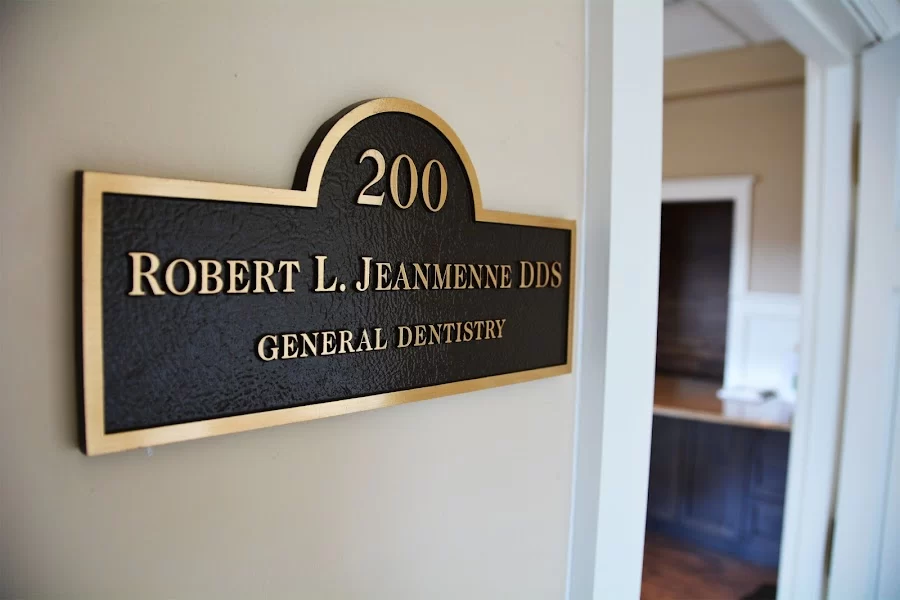 200
ROBERT L. JEANMENNE DDS
GENERAL DENTISTRY